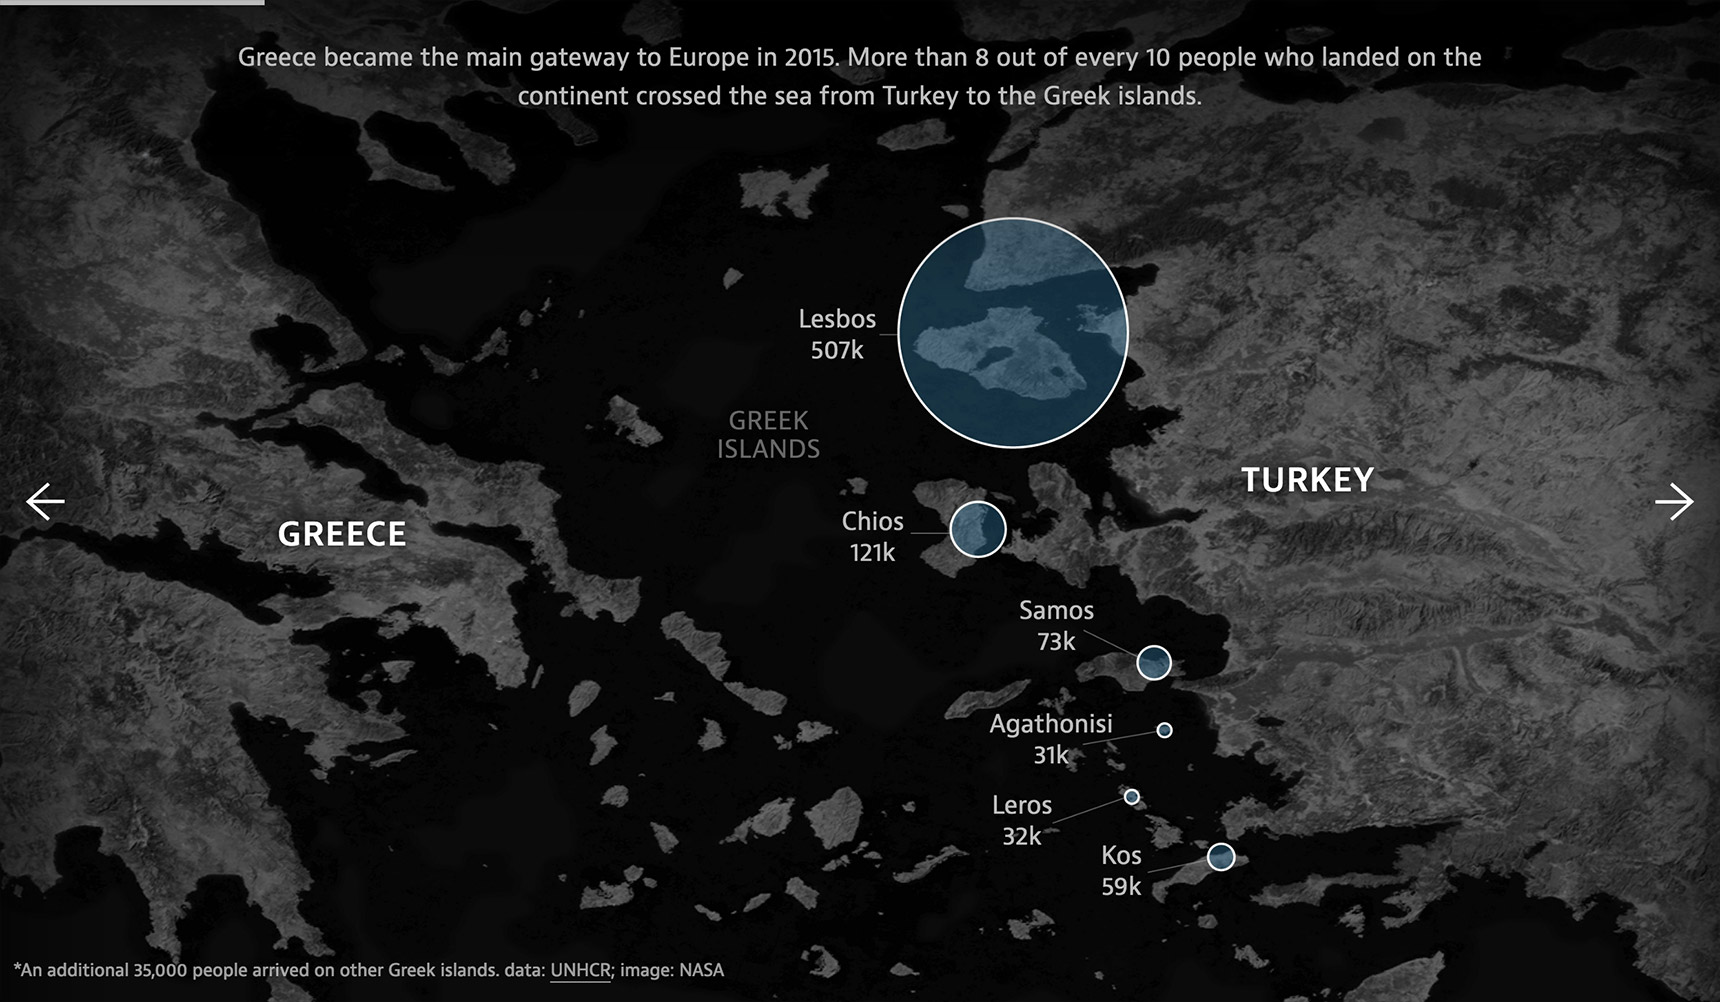 Greece became the main gateway to Europe in 2015. More than 8 out of every 10 people who landed on the
continent crossed the sea from Turkey to the Greek islands.
Lesbos
507k
GREEK
ISLANDS
TURKEY
GREECE
Chios
121k
Samos
73k
Agathonisi
31k
Leros
32k
Kos
59k
*An additional 35,000 people arrived on other Greek islands. data: UNHCR; image: NASA